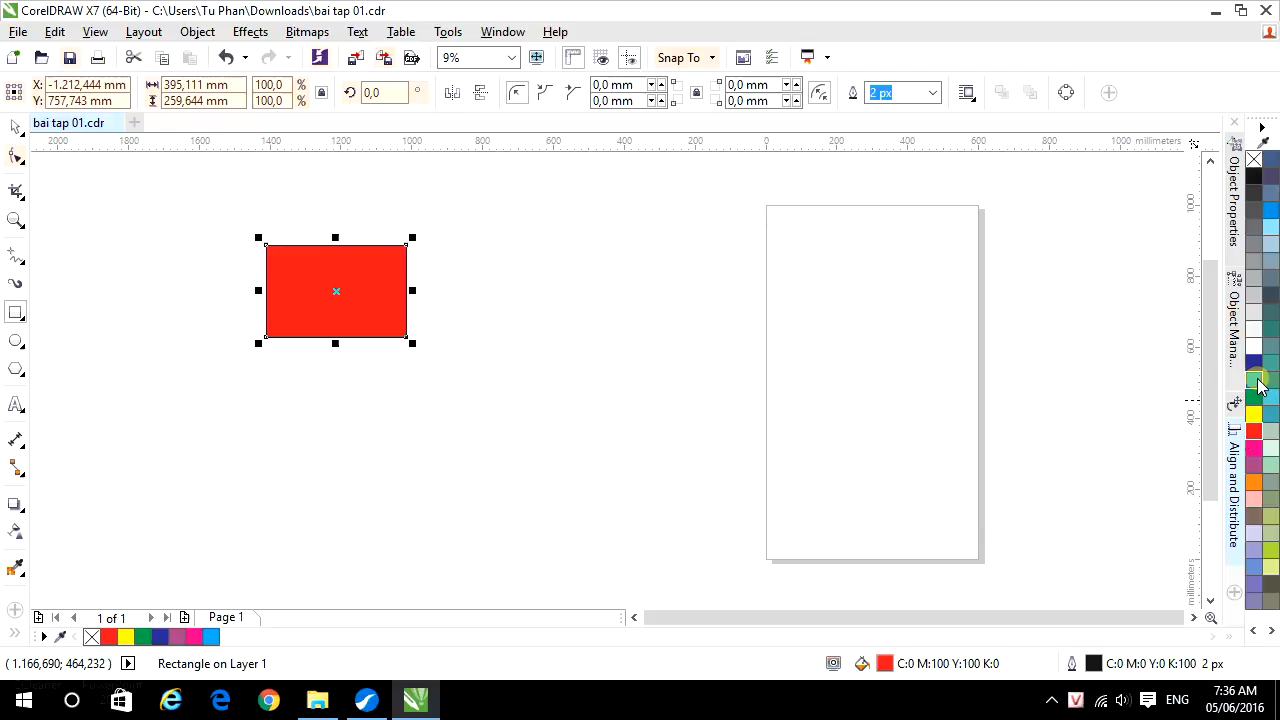 CorelDRAW X7 (64-Bit) - C:\Users\Tu Phan\Downloads\bai tap 01.cdr
File Edit View Layout Object Effects Bitmaps Text Table Tools Window Help
9% Snap To
X: -1.212,444 mm 395,111 mm 100,0 % 0,0 ° 0,0 mm 0,0 mm 2 px
Y: 757,743 mm 259,644 mm 100,0 % 0,0 mm 0,0 mm
bai tap 01.cdr
2000 1800 1600 1400 1200 1000 800 600 400 200 0 200 400 600 800 1000 millimeters
1000
800
600
400
200
millimeters
Object Properties
Object Mana...
Align and Distribute
1 of 1 Page 1
( 1.166,690; 464,232 ) Rectangle on Layer 1 C:0 M:100 Y:100 K:0 C:0 M:0 Y:0 K:100 2 px
ENG 7:36 AM
05/06/2016